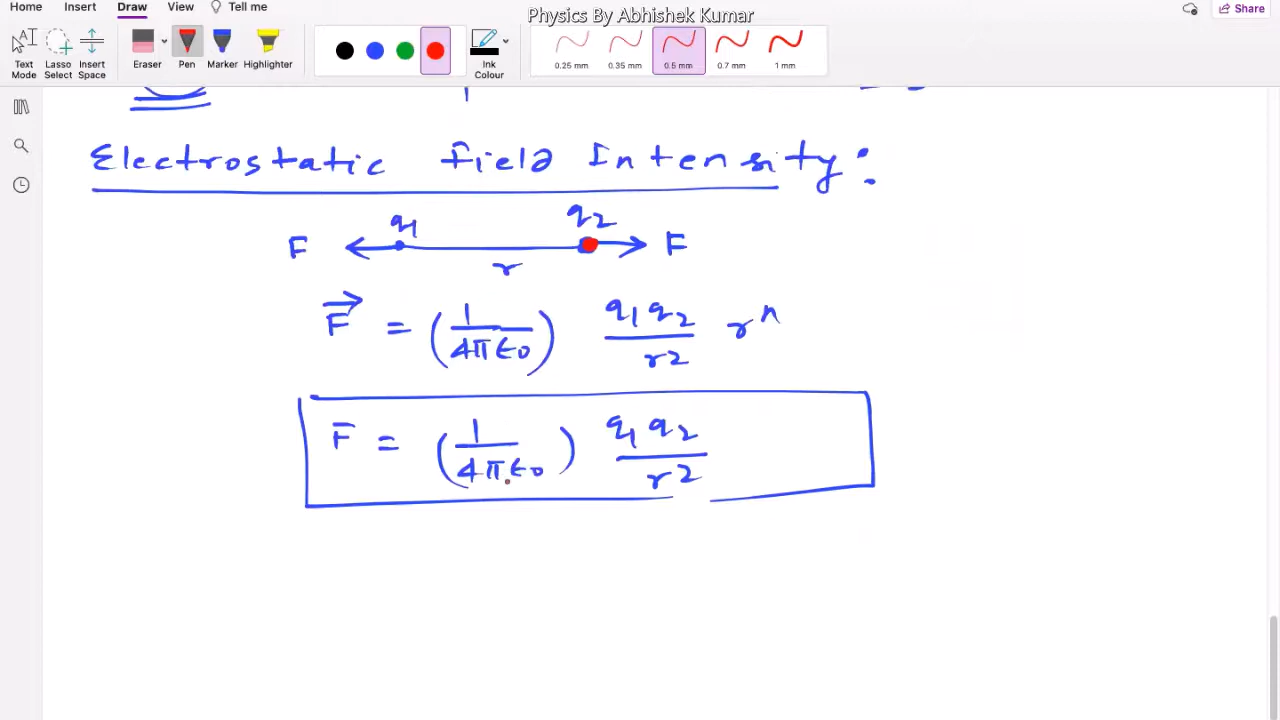 Home Insert Draw View Tell me
Physics By Abhishek Kumar
Share
Text Mode
Lasso Select
Insert Space
Eraser
Pen
Marker
Highlighter
Ink Colour
0.25 mm
0.35 mm
0.5 mm
0.7 mm
1 mm
Electrostatic field Intensity:
F q1 r q2 F
F⃗ = (1/4πε0) q1q2/r2 r^
F = (1/4πε0) q1q2/r2